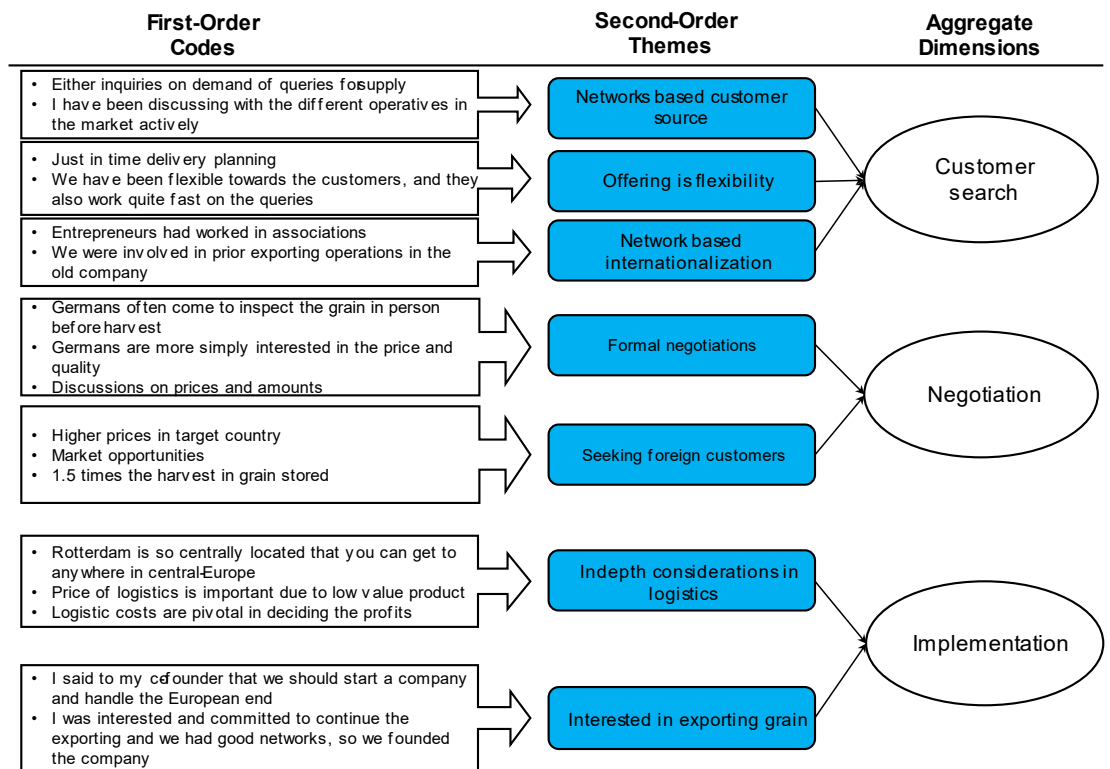 First-Order
Codes
Second-Order
Themes
Aggregate
Dimensions
• Either inquiries on demand of queries for supply
• I have been discussing with the different operatives in
the market actively
Networks based customer
source
• Just in time delivery planning
• We have been flexible towards the customers, and they
also work quite fast on the queries
Offering is flexibility
• Entrepreneurs had worked in associations
• We were involved in prior exporting operations in the
old company
Network based
internationalization
Customer
search
• Germans often come to inspect the grain in person
before harvest
• Germans are more simply interested in the price and
quality
• Discussions on prices and amounts
Formal negotiations
• Higher prices in target country
• Market opportunities
• 1.5 times the harvest in grain stored
Seeking foreign customers
Negotiation
• Rotterdam is so centrally located that you can get to
anywhere in central-Europe
• Price of logistics is important due to low value product
• Logistic costs are pivotal in deciding the profits
Indepth considerations in
logistics
• I said to my cofounder that we should start a company
and handle the European end
• I was interested and committed to continue the
exporting and we had good networks, so we founded
the company
Interested in exporting grain
Implementation